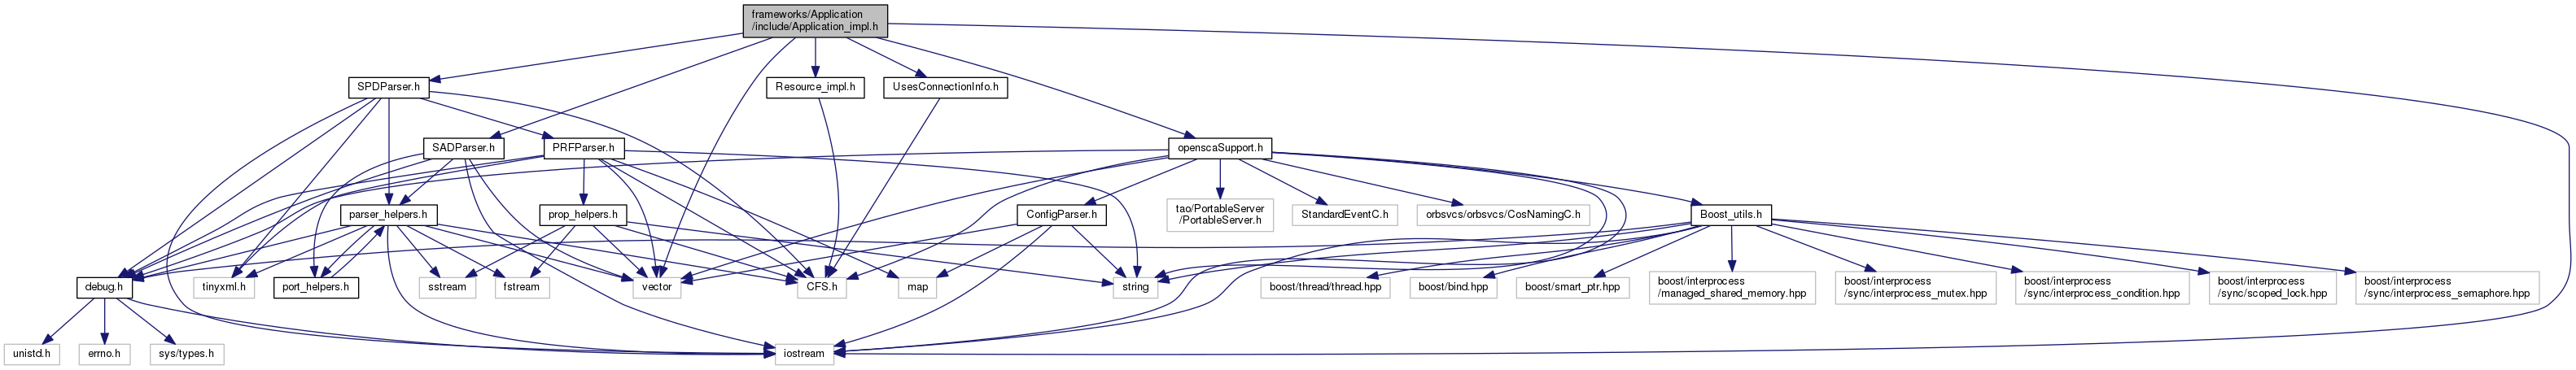 frameworks/Application
/include/Application_impl.h
SPDParser.h
Resource_impl.h
UsesConnectionInfo.h
SADParser.h
PRFParser.h
openscaSupport.h
parser_helpers.h
prop_helpers.h
ConfigParser.h
tao/PortableServer
/PortableServer.h
StandardEventC.h
orbsvcs/orbsvcs/CosNamingC.h
Boost_utils.h
debug.h
tinyxml.h
port_helpers.h
sstream
fstream
vector
CFS.h
map
string
boost/thread/thread.hpp
boost/bind.hpp
boost/smart_ptr.hpp
boost/interprocess
/managed_shared_memory.hpp
boost/interprocess
/sync/interprocess_mutex.hpp
boost/interprocess
/sync/interprocess_condition.hpp
boost/interprocess
/sync/scoped_lock.hpp
boost/interprocess
/sync/interprocess_semaphore.hpp
unistd.h
errno.h
sys/types.h
iostream